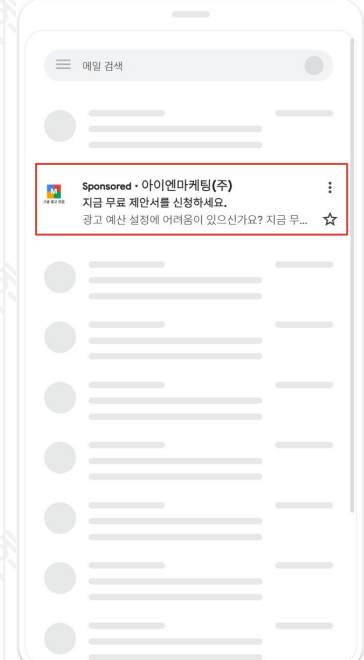 메일 검색
Sponsored · 아이엔마케팅(주)
지금 무료 제안서를 신청하세요.
광고 예산 설정에 어려움이 있으신가요? 지금 무...